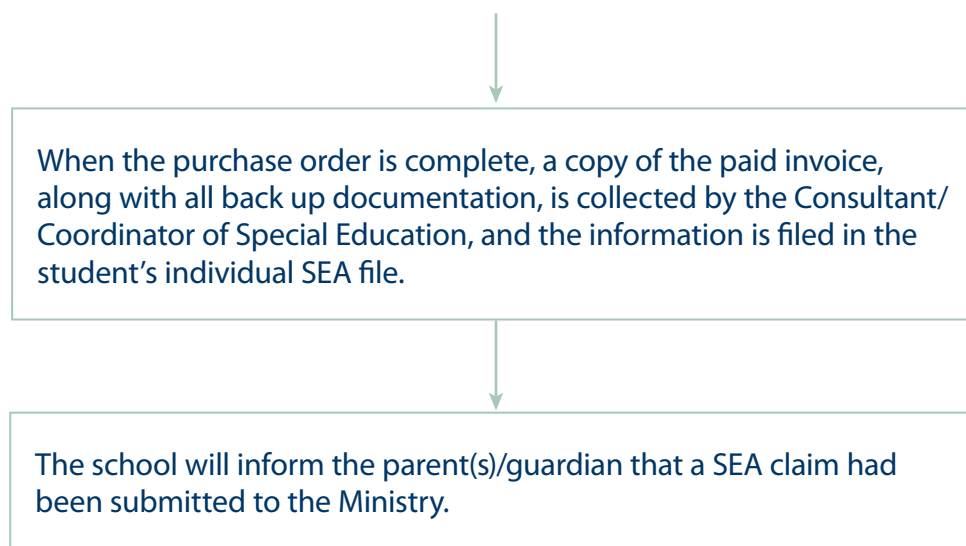 When the purchase order is complete, a copy of the paid invoice,
along with all back up documentation, is collected by the Consultant/
Coordinator of Special Education, and the information is filed in the
student’s individual SEA file.
The school will inform the parent(s)/guardian that a SEA claim had
been submitted to the Ministry.